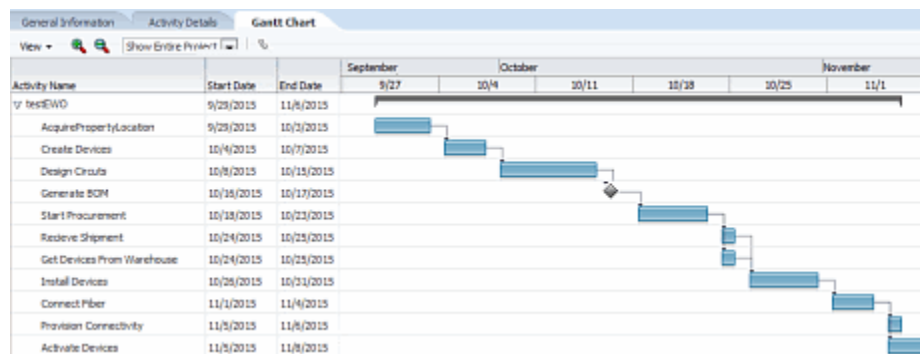 General Information Activity Details Gantt Chart
View Show Entire Project
September October November
Activity Name Start Date End Date 9/27 10/4 10/11 10/18 10/25 11/1
testEWO 9/29/2015 11/6/2015
AcquirePropertyLocation 9/29/2015 10/3/2015
Create Devices 10/4/2015 10/7/2015
Design Circuts 10/8/2015 10/15/2015
Generate BOM 10/16/2015 10/17/2015
Start Procurement 10/18/2015 10/23/2015
Recieve Shipment 10/24/2015 10/25/2015
Get Devices From Warehouse 10/24/2015 10/25/2015
Install Devices 10/26/2015 10/31/2015
Connect Fiber 11/1/2015 11/4/2015
Provision Connectivity 11/5/2015 11/6/2015
Activate Devices 11/5/2015 11/8/2015